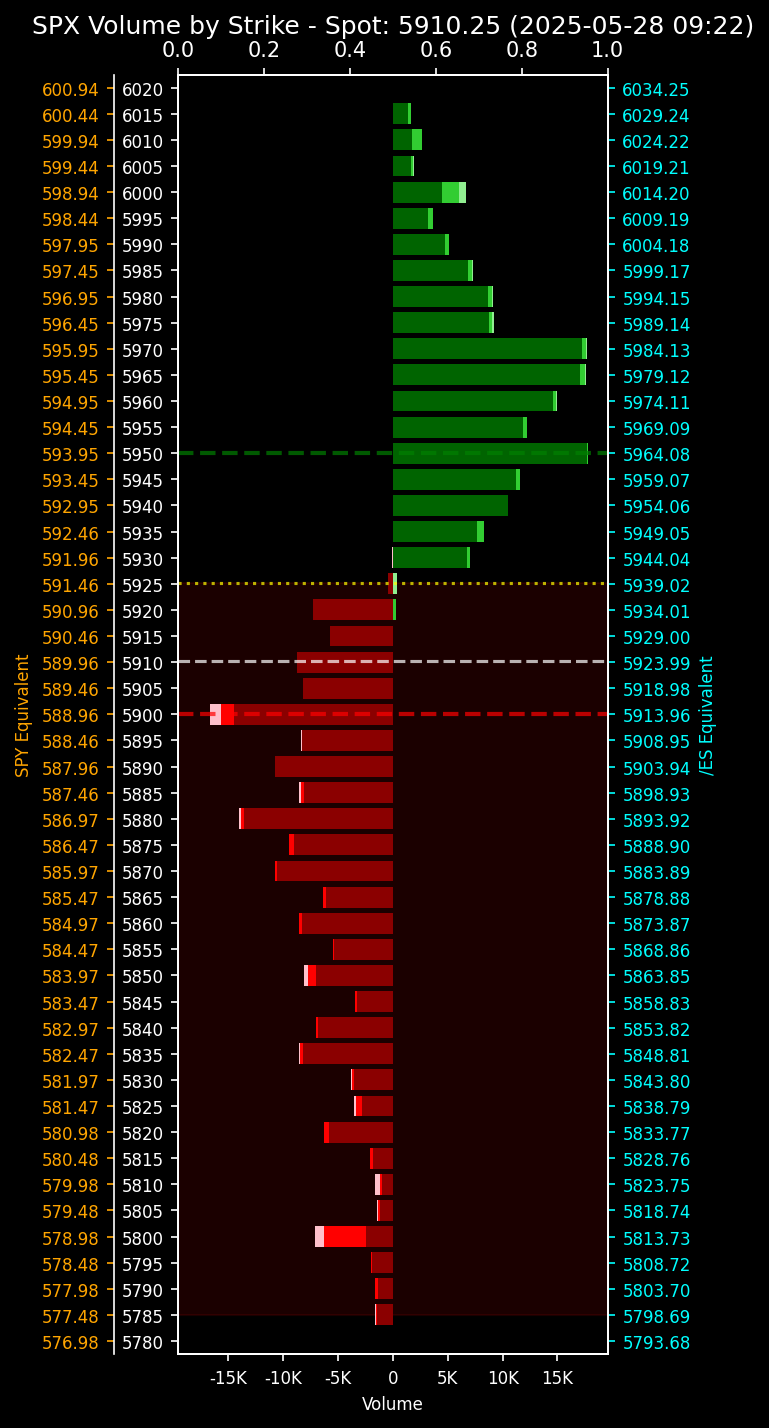 SPX Volume by Strike - Spot: 5910.25 (2025-05-28 09:22)
0.0 0.2 0.4 0.6 0.8 1.0
600.94 6020 6034.25
600.44 6015 6029.24
599.94 6010 6024.22
599.44 6005 6019.21
598.94 6000 6014.20
598.44 5995 6009.19
597.95 5990 6004.18
597.45 5985 5999.17
596.95 5980 5994.15
596.45 5975 5989.14
595.95 5970 5984.13
595.45 5965 5979.12
594.95 5960 5974.11
594.45 5955 5969.09
593.95 5950 5964.08
593.45 5945 5959.07
592.95 5940 5954.06
592.46 5935 5949.05
591.96 5930 5944.04
591.46 5925 5939.02
590.96 5920 5934.01
590.46 5915 5929.00
589.96 5910 5923.99
589.46 5905 5918.98
588.96 5900 5913.96
588.46 5895 5908.95
587.96 5890 5903.94
587.46 5885 5898.93
586.97 5880 5893.92
586.47 5875 5888.90
585.97 5870 5883.89
585.47 5865 5878.88
584.97 5860 5873.87
584.47 5855 5868.86
583.97 5850 5863.85
583.47 5845 5858.83
582.97 5840 5853.82
582.47 5835 5848.81
581.97 5830 5843.80
581.47 5825 5838.79
580.98 5820 5833.77
580.48 5815 5828.76
579.98 5810 5823.75
579.48 5805 5818.74
578.98 5800 5813.73
578.48 5795 5808.72
577.98 5790 5803.70
577.48 5785 5798.69
576.98 5780 5793.68
SPY Equivalent
/ES Equivalent
-15K -10K -5K 0 5K 10K 15K
Volume